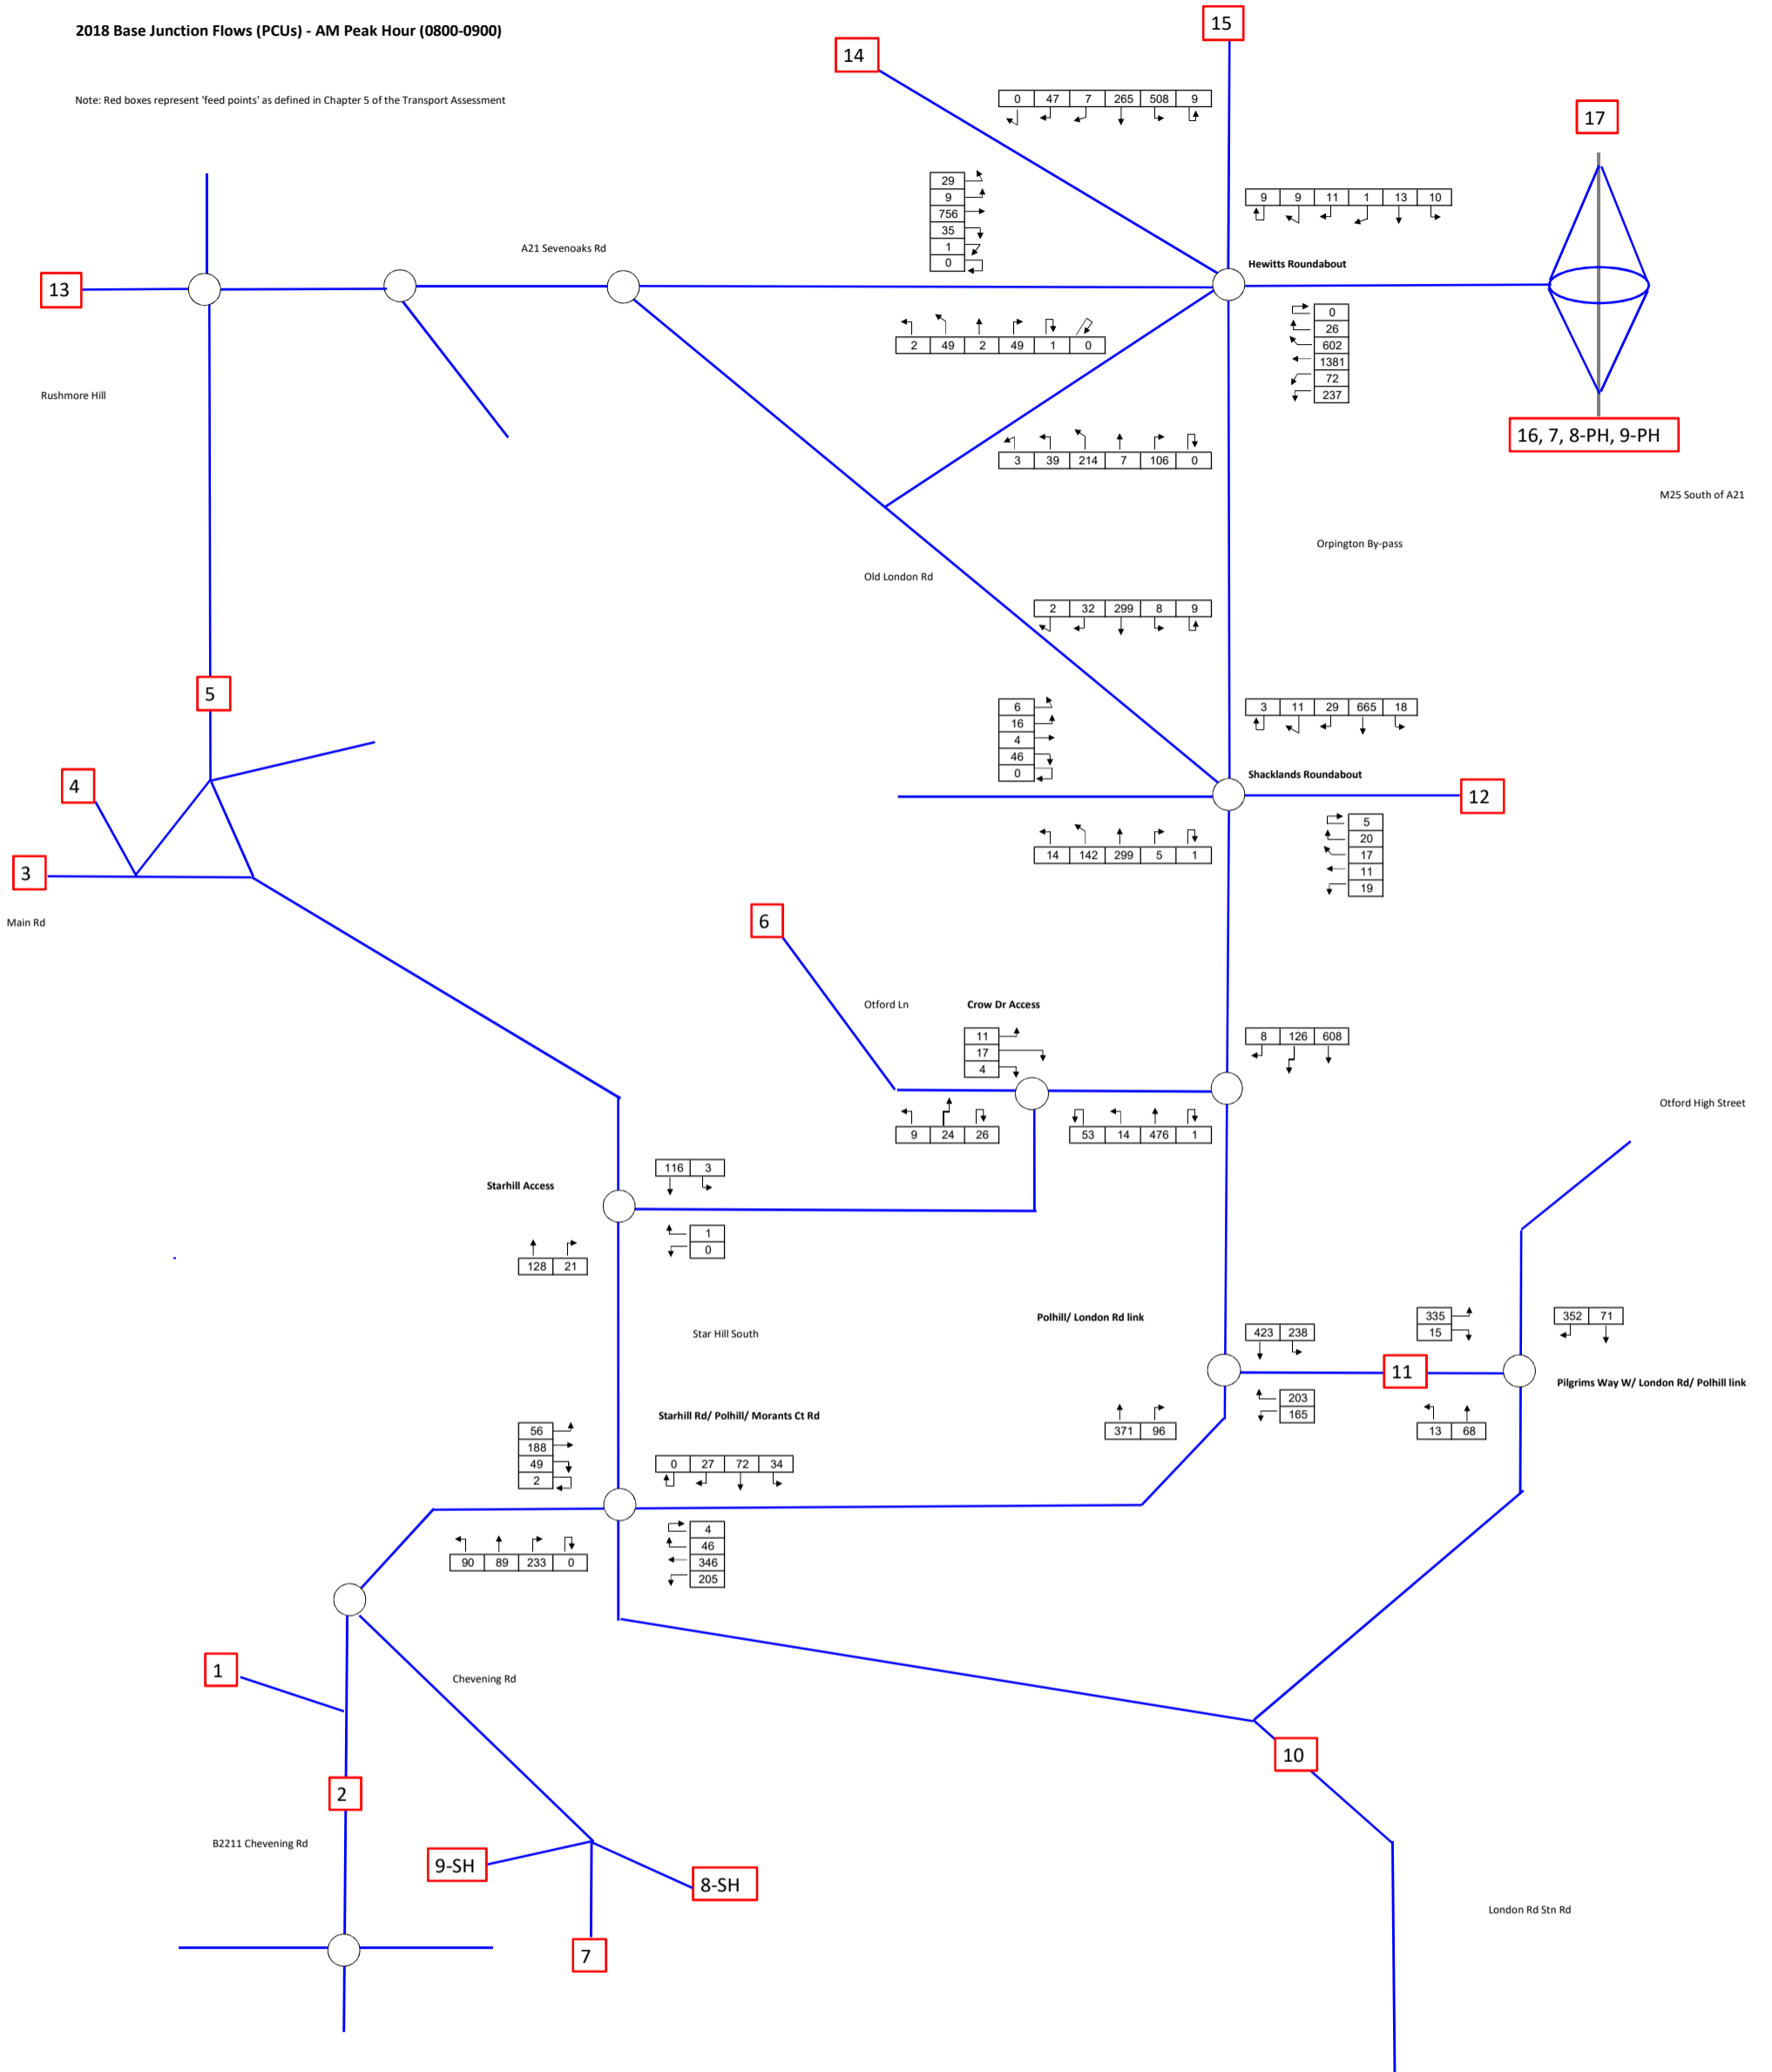 2018 Base Junction Flows (PCUs) - AM Peak Hour (0800-0900)
15
14
Note: Red boxes represent 'feed points' as defined in Chapter 5 of the Transport Assessment
0 47 7 265 508 9
17
29
9
756
35
1
0
9 9 11 1 13 10
A21 Sevenoaks Rd
Hewitts Roundabout
13
0
26
602
1381
72
237
2 49 2 49 1 0
Rushmore Hill
16, 7, 8-PH, 9-PH
3 39 214 7 106 0
M25 South of A21
Orpington By-pass
Old London Rd
2 32 299 8 9
5
6
16
4
46
0
3 11 29 665 18
Shacklands Roundabout
4
12
5
20
17
11
19
14 142 299 5 1
3
Main Rd
6
Otford Ln
Crow Dr Access
11
17
4
8 126 608
Otford High Street
9 24 26
53 14 476 1
116 3
Starhill Access
1
0
128 21
Polhill/ London Rd link
335
15
352 71
Star Hill South
423 238
11
Pilgrims Way W/ London Rd/ Polhill link
203
165
Starhill Rd/ Polhill/ Morants Ct Rd
371 96
13 68
56
188
49
2
0 27 72 34
4
46
346
205
90 89 233 0
1
Chevening Rd
10
2
B2211 Chevening Rd
9-SH
8-SH
London Rd Stn Rd
7